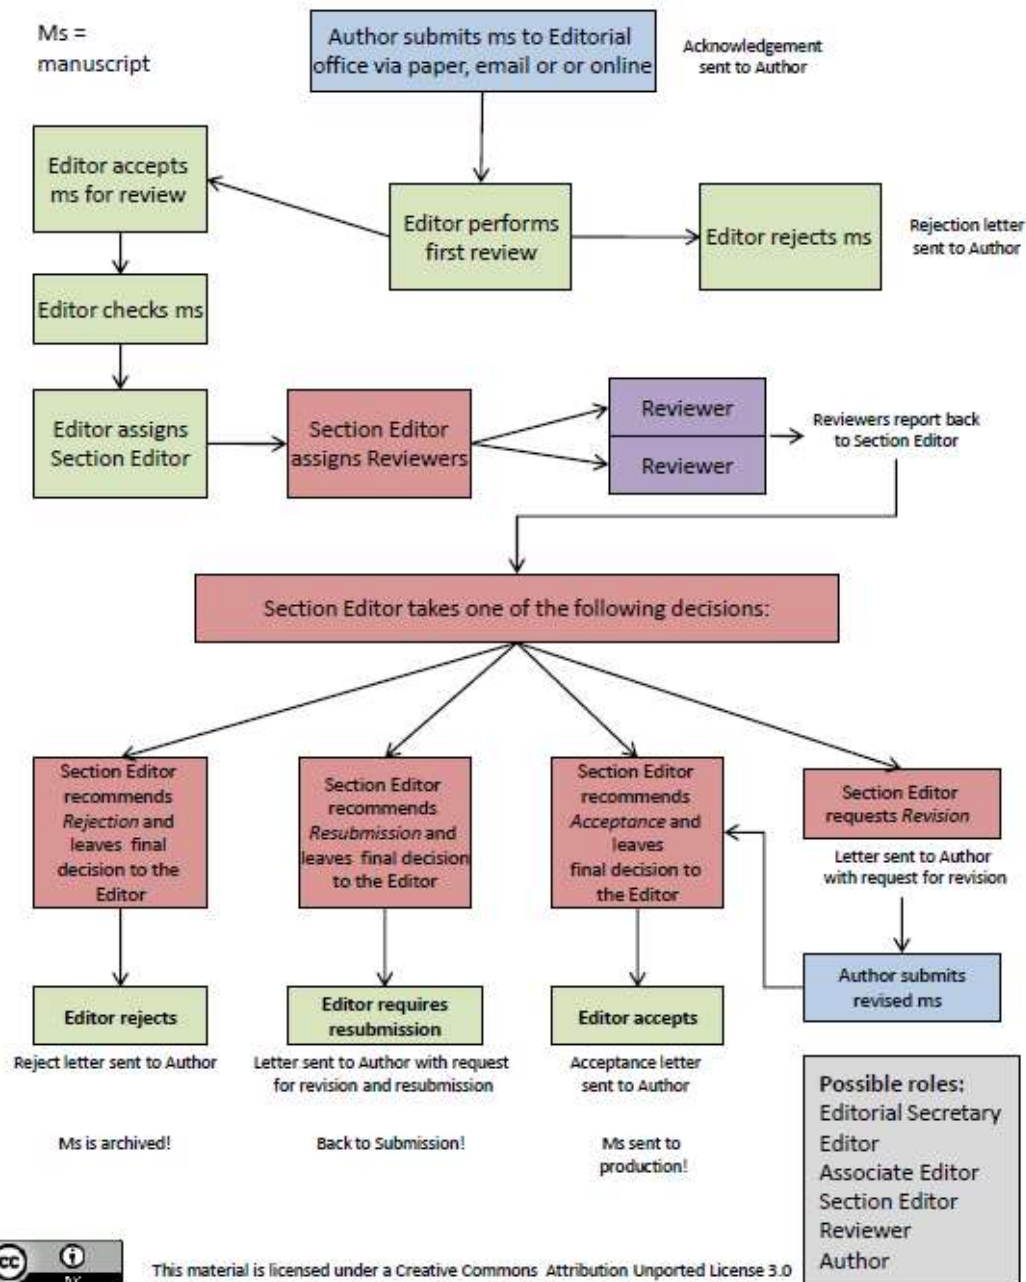 Ms =
manuscript
Author submits ms to Editorial
office via paper, email or or online
Acknowledgement
sent to Author
Editor accepts
ms for review
Editor performs
first review
Editor rejects ms
Rejection letter
sent to Author
Editor checks ms
Editor assigns
Section Editor
Section Editor
assigns Reviewers
Reviewer
Reviewer
Reviewers report back
to Section Editor
Section Editor takes one of the following decisions:
Section Editor
recommends
Rejection and
leaves final
decision to the
Editor
Section Editor
recommends
Resubmission and
leaves final decision
to the Editor
Section Editor
recommends
Acceptance and
leaves
final decision to
the Editor
Section Editor
requests Revision
Letter sent to Author
with request for revision
Author submits
revised ms
Editor rejects
Reject letter sent to Author
Ms is archived!
Editor requires
resubmission
Letter sent to Author with request
for revision and resubmission
Back to Submission!
Editor accepts
Acceptance letter
sent to Author
Ms sent to
production!
Possible roles:
Editorial Secretary
Editor
Associate Editor
Section Editor
Reviewer
Author
cc
This material is licensed under a Creative Commons Attribution Unported License 3.0